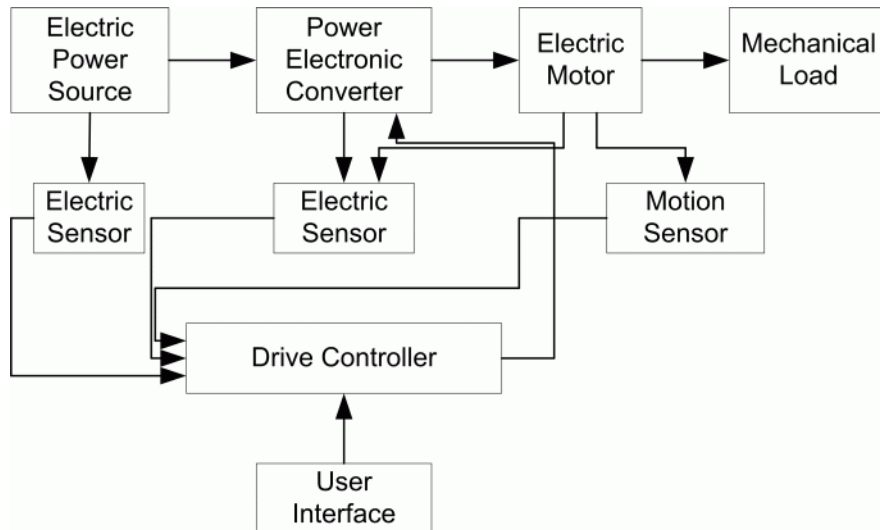 Electric
Power
Source
Power
Electronic
Converter
Electric
Motor
Mechanical
Load
Electric
Sensor
Electric
Sensor
Motion
Sensor
Drive Controller
User
Interface